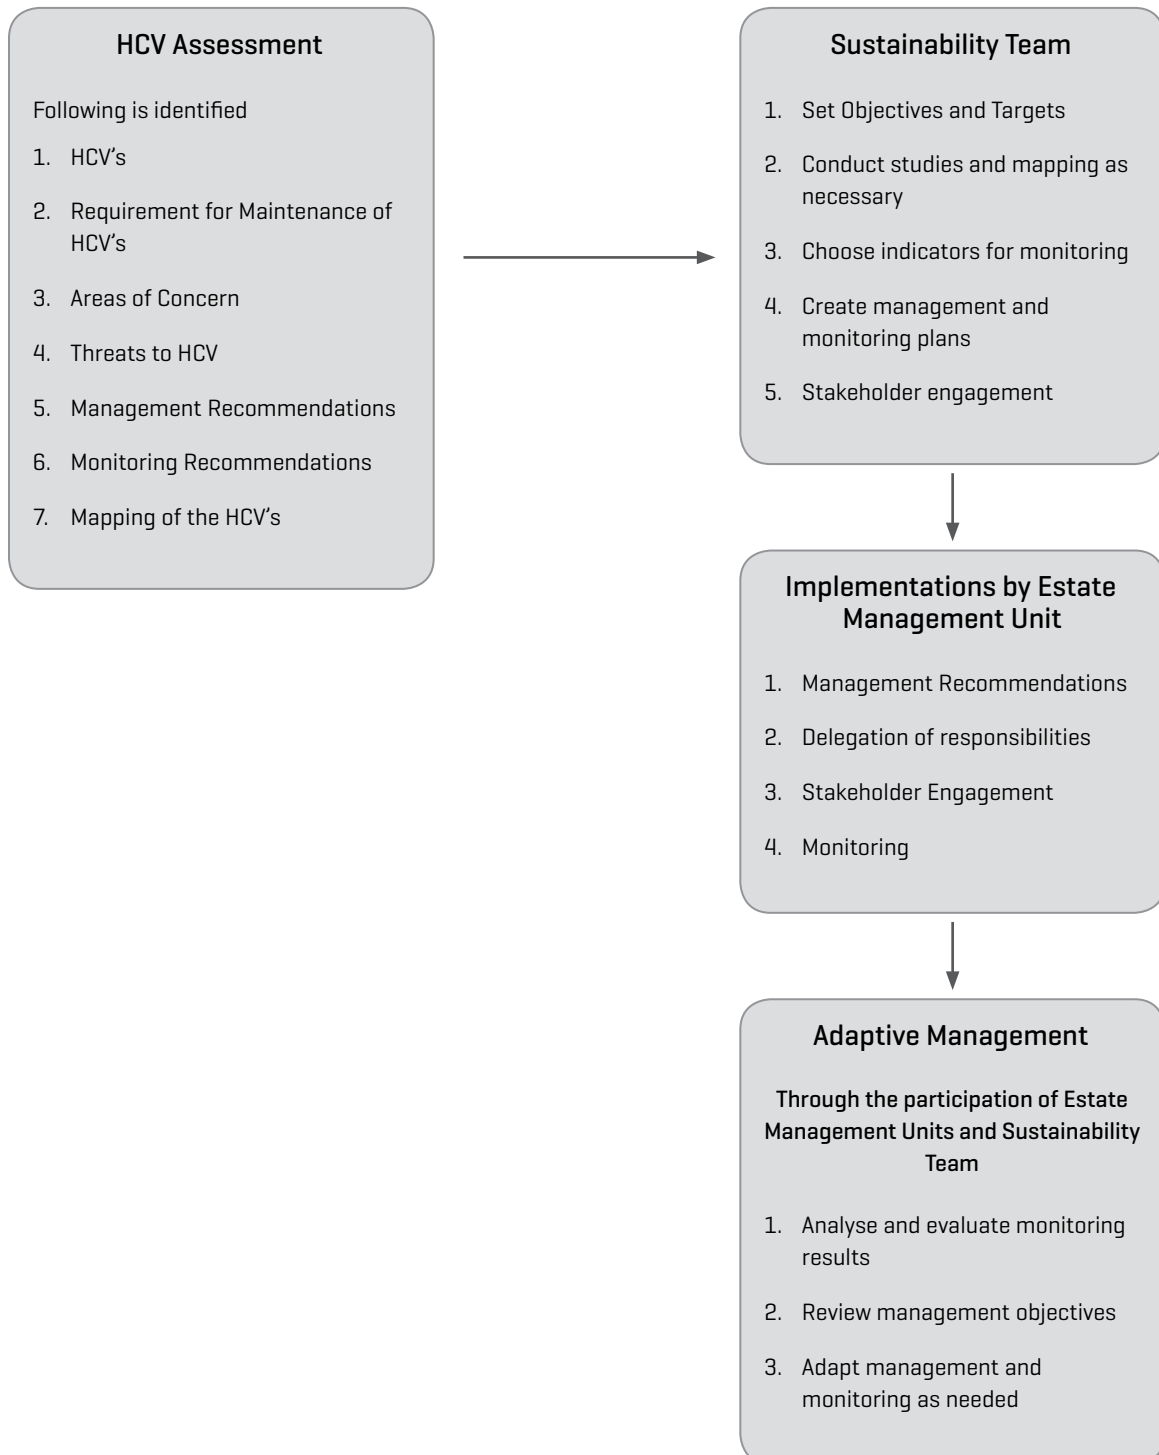 HCV Assessment
Following is identified
1. HCV's
2. Requirement for Maintenance of
HCV's
3. Areas of Concern
4. Threats to HCV
5. Management Recommendations
6. Monitoring Recommendations
7. Mapping of the HCV's
Sustainability Team
1. Set Objectives and Targets
2. Conduct studies and mapping as
necessary
3. Choose indicators for monitoring
4. Create management and
monitoring plans
5. Stakeholder engagement
Implementations by Estate
Management Unit
1. Management Recommendations
2. Delegation of responsibilities
3. Stakeholder Engagement
4. Monitoring
Adaptive Management
Through the participation of Estate
Management Units and Sustainability
Team
1. Analyse and evaluate monitoring
results
2. Review management objectives
3. Adapt management and
monitoring as needed